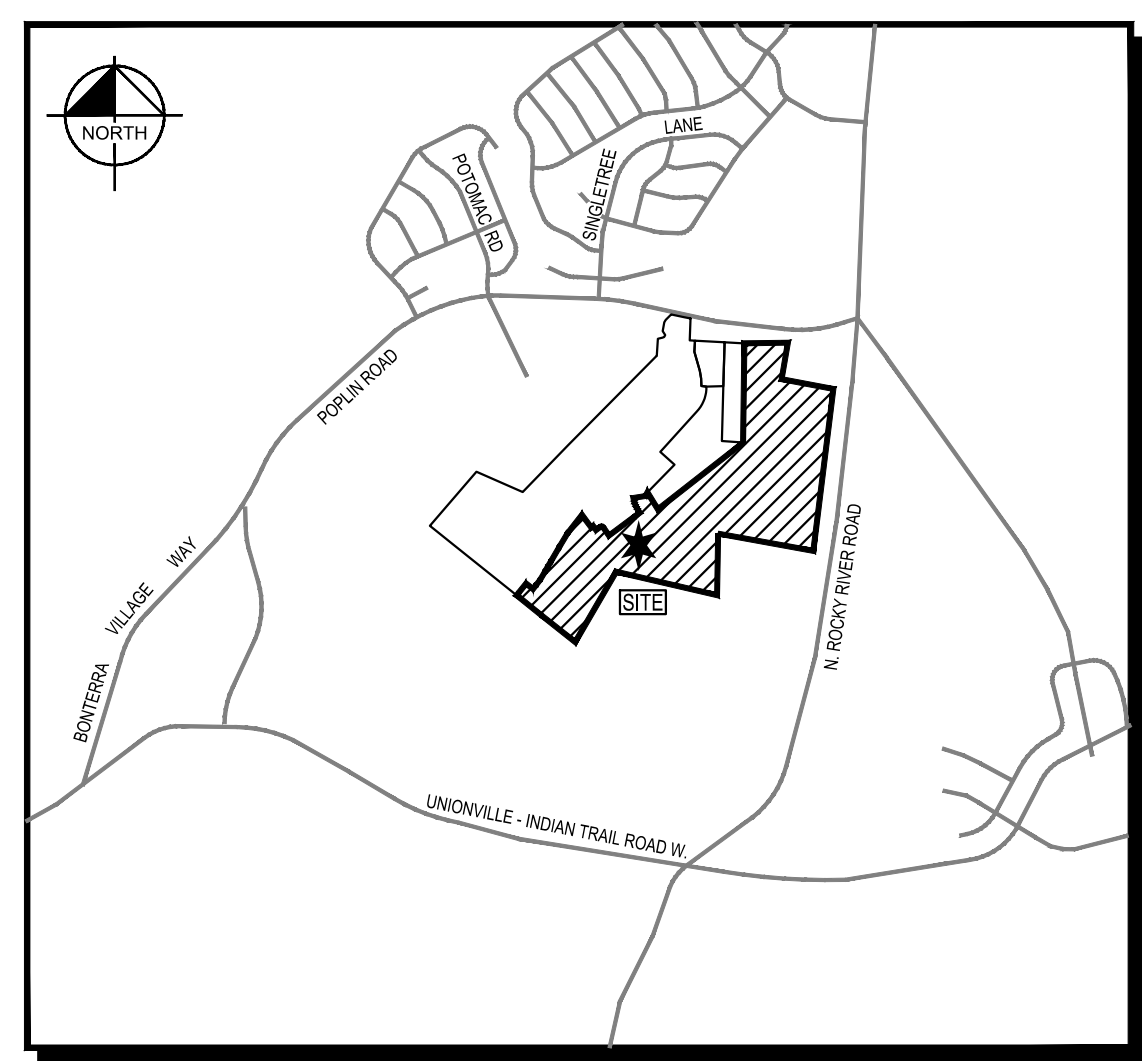 NORTH
LANE
SINGLETREE
POTOMAC RD
POPLIN ROAD
BONTERRA VILLAGE WAY
SITE
N. ROCKY RIVER ROAD
UNIONVILLE - INDIAN TRAIL ROAD W.